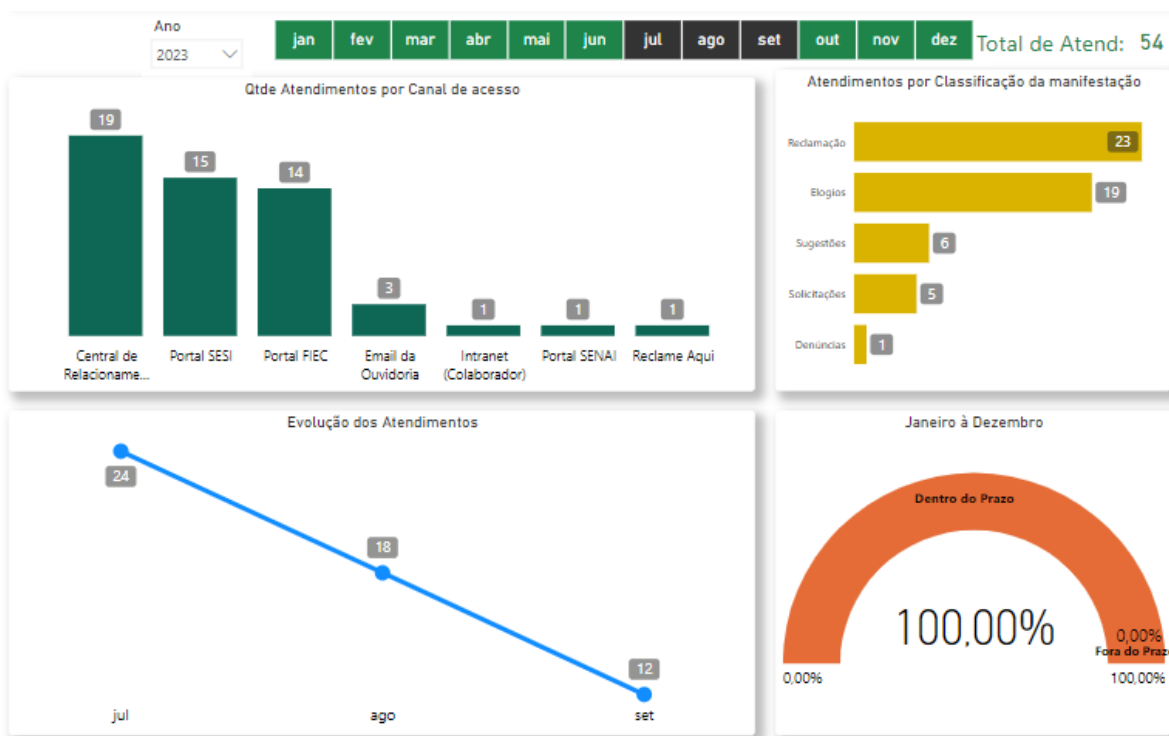 Ano
2023
jan fev mar abr mai jun jul ago set out nov dez
Total de Atend: 54
Qtde Atendimentos por Canal de acesso
19
15
14
3
1
1
1
Central de
Relacioname...
Portal SESI
Portal FIEC
Email da
Ouvidoria
Intranet
(Colaborador)
Portal SENAI
Reclame Aqui
Atendimentos por Classificação da manifestação
Reclamação 23
Elogios 19
Sugestões 6
Solicitações 5
Denúncias 1
Evolução dos Atendimentos
24
18
12
jul ago set
Janeiro à Dezembro
Dentro do Prazo
100,00%
0,00%
Fora do Prazo
0,00%
100,00%